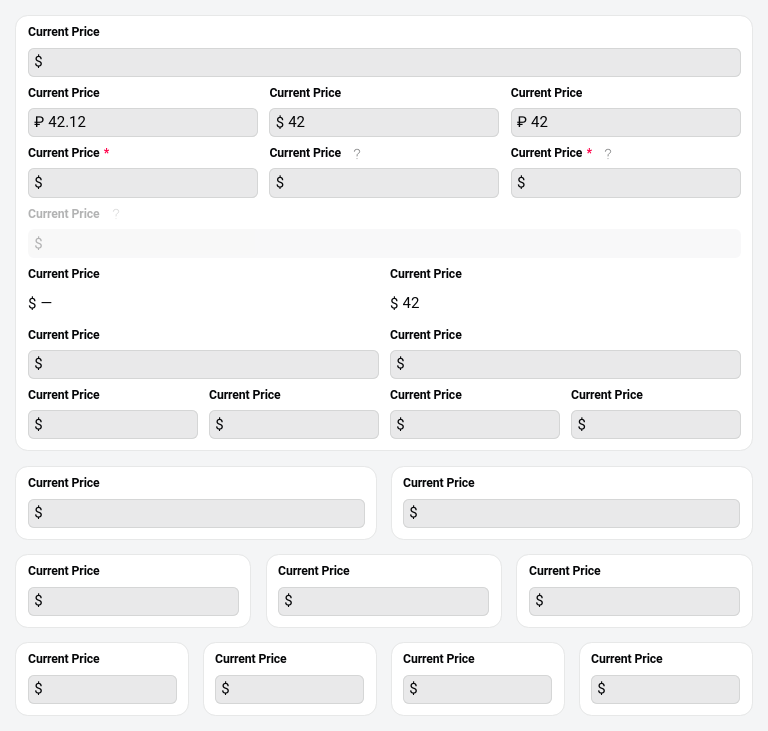 Current Price
$
Current Price Current Price Current Price
₽ 42.12 $ 42 ₽ 42
Current Price * Current Price ? Current Price * ?
$ $ $
Current Price ?
$
Current Price Current Price
$ — $ 42
Current Price Current Price
$ $
Current Price Current Price Current Price Current Price
$ $ $ $
Current Price Current Price
$ $
Current Price Current Price Current Price
$ $ $
Current Price Current Price Current Price Current Price
$ $ $ $